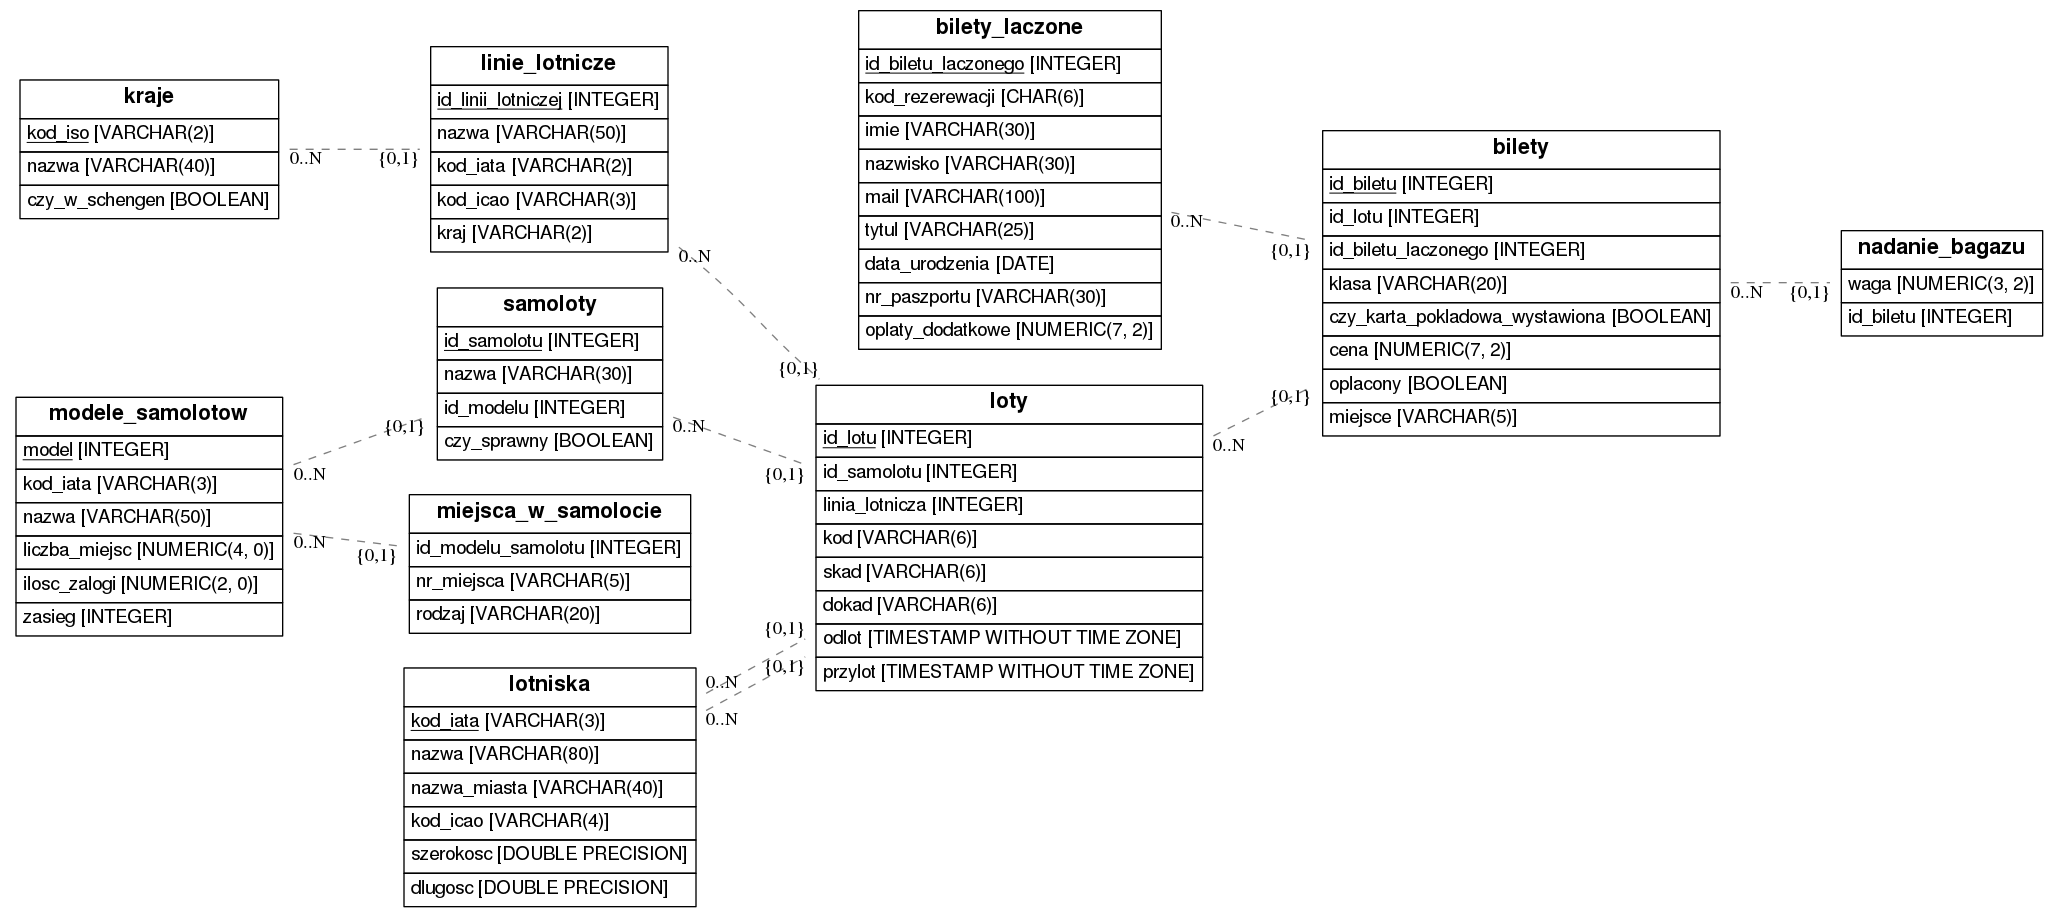 kraje
kod_iso [VARCHAR(2)]
nazwa [VARCHAR(40)]
czy_w_schengen [BOOLEAN]
0..N
{0,1}
linie_lotnicze
id_linii_lotniczej [INTEGER]
nazwa [VARCHAR(50)]
kod_iata [VARCHAR(2)]
kod_icao [VARCHAR(3)]
kraj [VARCHAR(2)]
0..N
{0,1}
samoloty
id_samolotu [INTEGER]
nazwa [VARCHAR(30)]
id_modelu [INTEGER]
czy_sprawny [BOOLEAN]
0..N
{0,1}
modele_samolotow
model [INTEGER]
kod_iata [VARCHAR(3)]
nazwa [VARCHAR(50)]
liczba_miejsc [NUMERIC(4, 0)]
ilosc_zalogi [NUMERIC(2, 0)]
zasieg [INTEGER]
0..N
{0,1}
0..N
{0,1}
miejsca_w_samolocie
id_modelu_samolotu [INTEGER]
nr_miejsca [VARCHAR(5)]
rodzaj [VARCHAR(20)]
lotniska
kod_iata [VARCHAR(3)]
nazwa [VARCHAR(80)]
nazwa_miasta [VARCHAR(40)]
kod_icao [VARCHAR(4)]
szerokosc [DOUBLE PRECISION]
dlugosc [DOUBLE PRECISION]
0..N
{0,1}
0..N
{0,1}
bilety_laczone
id_biletu_laczonego [INTEGER]
kod_rezerewacji [CHAR(6)]
imie [VARCHAR(30)]
nazwisko [VARCHAR(30)]
mail [VARCHAR(100)]
tytul [VARCHAR(25)]
data_urodzenia [DATE]
nr_paszportu [VARCHAR(30)]
oplaty_dodatkowe [NUMERIC(7, 2)]
0..N
{0,1}
loty
id_lotu [INTEGER]
id_samolotu [INTEGER]
linia_lotnicza [INTEGER]
kod [VARCHAR(6)]
skad [VARCHAR(6)]
dokad [VARCHAR(6)]
odlot [TIMESTAMP WITHOUT TIME ZONE]
przylot [TIMESTAMP WITHOUT TIME ZONE]
0..N
{0,1}
bilety
id_biletu [INTEGER]
id_lotu [INTEGER]
id_biletu_laczonego [INTEGER]
klasa [VARCHAR(20)]
czy_karta_pokladowa_wystawiona [BOOLEAN]
cena [NUMERIC(7, 2)]
oplacony [BOOLEAN]
miejsce [VARCHAR(5)]
0..N
{0,1}
nadanie_bagazu
waga [NUMERIC(3, 2)]
id_biletu [INTEGER]